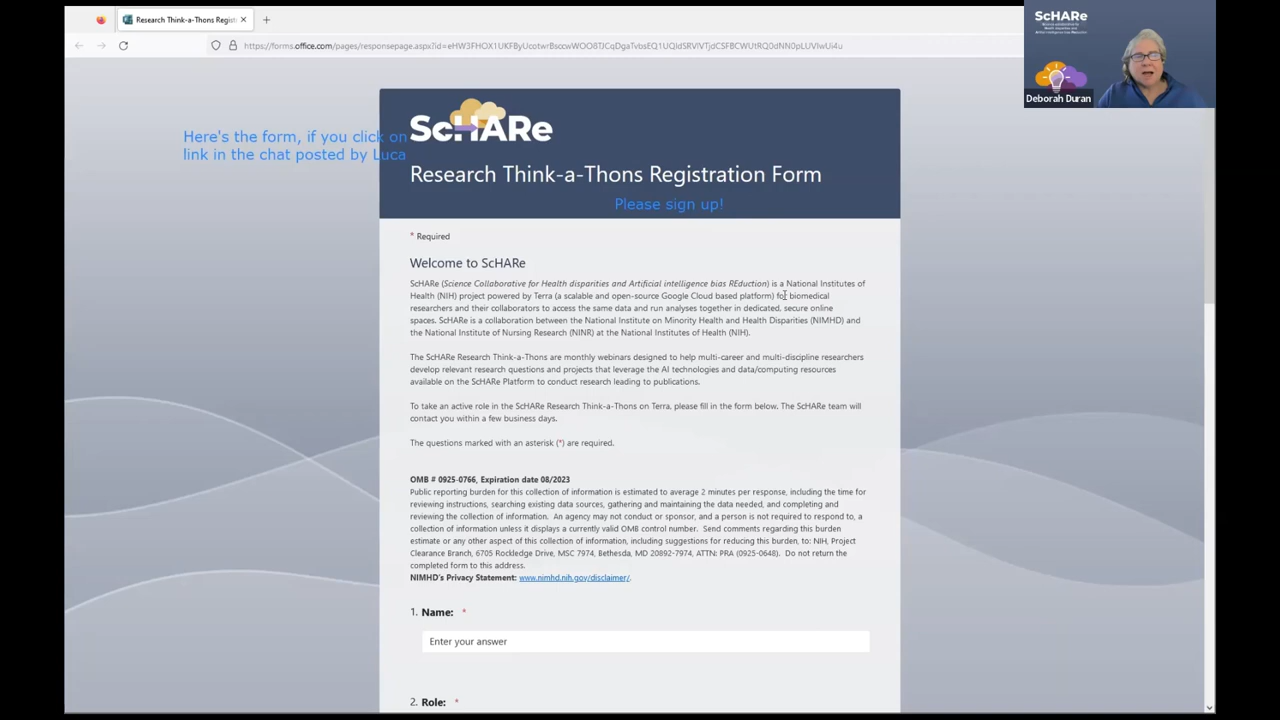 Research Think-a-Thons Regist
https://forms.office.com/pages/responsepage.aspx?
ScHARe
Deborah Duran
Here's the form, if you click on
link in the chat posted by Luca
ScHARe
Research Think-a-Thons Registration Form
Please sign up!
* Required
Welcome to ScHARe
ScHARe (Science Collaborative for Health disparities and Artificial intelligence bias REduction) is a National Institutes of
Health (NIH) project powered by Terra (a scalable and open-source Google Cloud based platform) for biomedical
researchers and their collaborators to access the same data and run analyses together in dedicated, secure online
spaces. ScHARe is a collaboration between the National Institute on Minority Health and Health Disparities (NIMHD) and
the National Institute of Nursing Research (NINR) at the National Institutes of Health (NIH).
The ScHARe Research Think-a-Thons are monthly webinars designed to help multi-career and multi-discipline researchers
develop relevant research questions and projects that leverage the AI technologies and data/computing resources
available on the ScHARe Platform to conduct research leading to publications.
To take an active role in the ScHARe Research Think-a-Thons on Terra, please fill in the form below. The ScHARe team will
contact you within a few business days.
The questions marked with an asterisk (*) are required.
OMB # 0925-0766, Expiration date 08/2023
Public reporting burden for this collection of information is estimated to average 2 minutes per response, including the time for
reviewing instructions, searching existing data sources, gathering and maintaining the data needed, and completing and
reviewing the collection of information. An agency may not conduct or sponsor, and a person is not required to respond to, a
collection of information unless it displays a currently valid OMB control number. Send comments regarding this burden
estimate or any other aspect of this collection of information, including suggestions for reducing this burden, to: NIH, Project
Clearance Branch, 6705 Rockledge Drive, MSC 7974, Bethesda, MD 20892-7974, ATTN: PRA (0925-0648). Do not return the
completed form to this address.
NIMHD's Privacy Statement: www.nimhd.nih.gov/disclaimer/.
1. Name: *
Enter your answer
2. Role: *